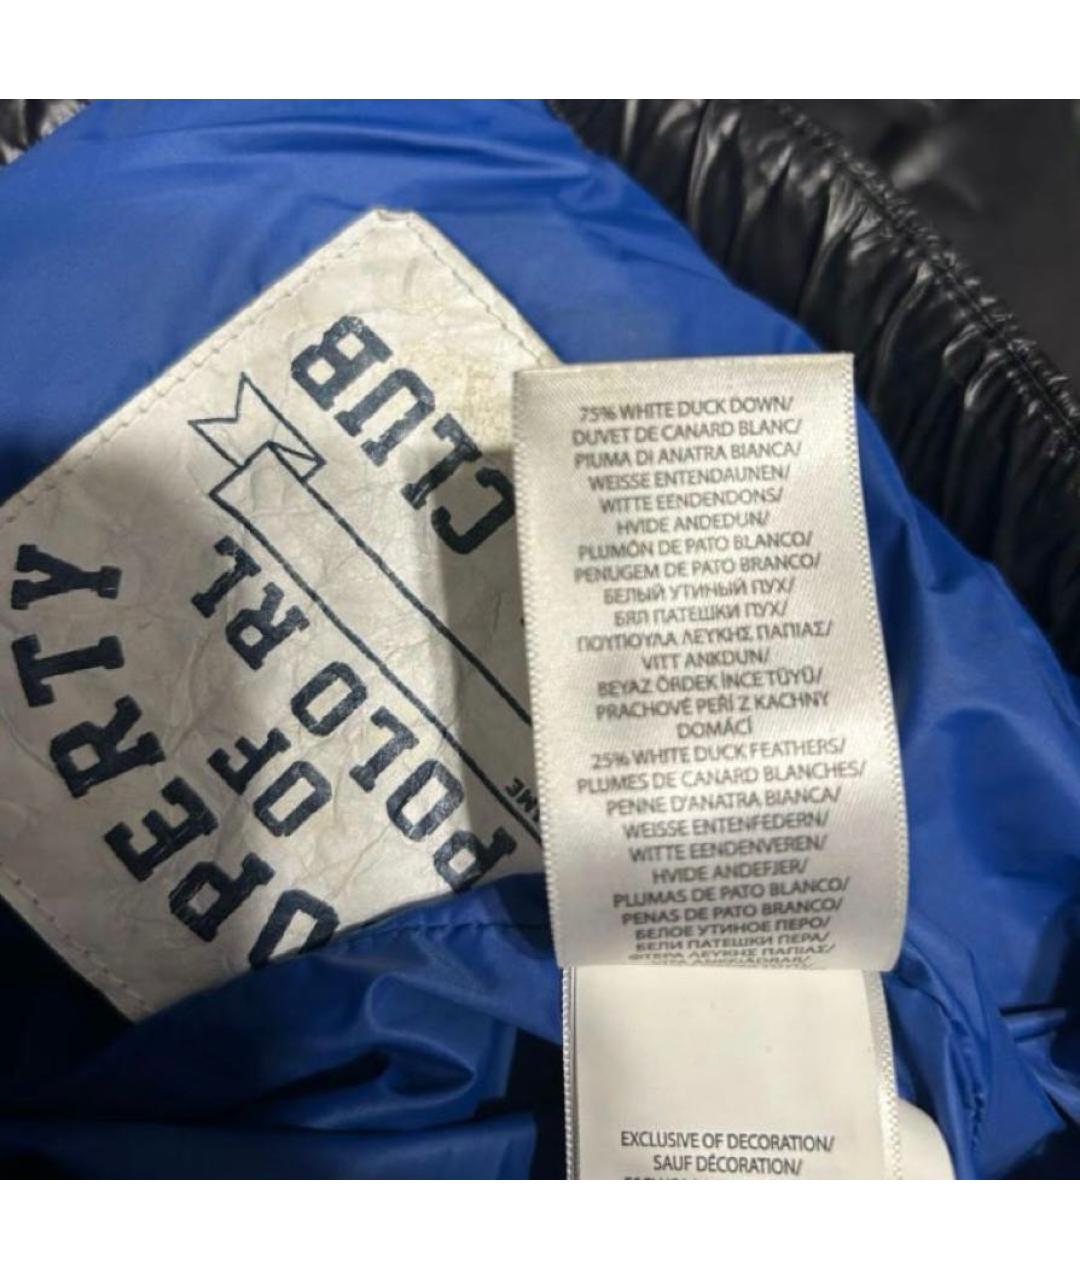 PROPERTY
OF
POLO RL
CLUB
75% WHITE DUCK DOWN/
DUVET DE CANARD BLANC/
PIUMA DI ANATRA BIANCA/
WEISSE ENTENDAUNEN/
WITTE EENDENDONS/
HVIDE ANDEDUN/
PLUMÓN DE PATO BLANCO/
PENUGEM DE PATO BRANCO/
БЕЛЫЙ УТИНЫЙ ПУХ/
БЯЛ ПАТЕШКИ ПУХ/
ΠΟΥΠΟΥΛΑ ΛΕΥΚΗΣ ΠΑΠΙΑΣ/
VITT ANKDUN/
BEYAZ ÖRDEK İNCE TÜYÜ/
PRACHOVÉ PEŘÍ Z KACHNY
DOMÁCÍ
25% WHITE DUCK FEATHERS/
PLUMES DE CANARD BLANCHES/
PENNE D'ANATRA BIANCA/
WEISSE ENTENFEDERN/
WITTE EENDENVEREN/
HVIDE ANDEFJER/
PLUMAS DE PATO BLANCO/
PENAS DE PATO BRANCO/
БЕЛОЕ УТИНОЕ ПЕРО/
БЕЛИ ПАТЕШКИ ПЕРА/
ΦΤΕΡΑ ΛΕΥΚΗΣ ΠΑΠΙΑΣ/
EXCLUSIVE OF DECORATION/
SAUF DÉCORATION/